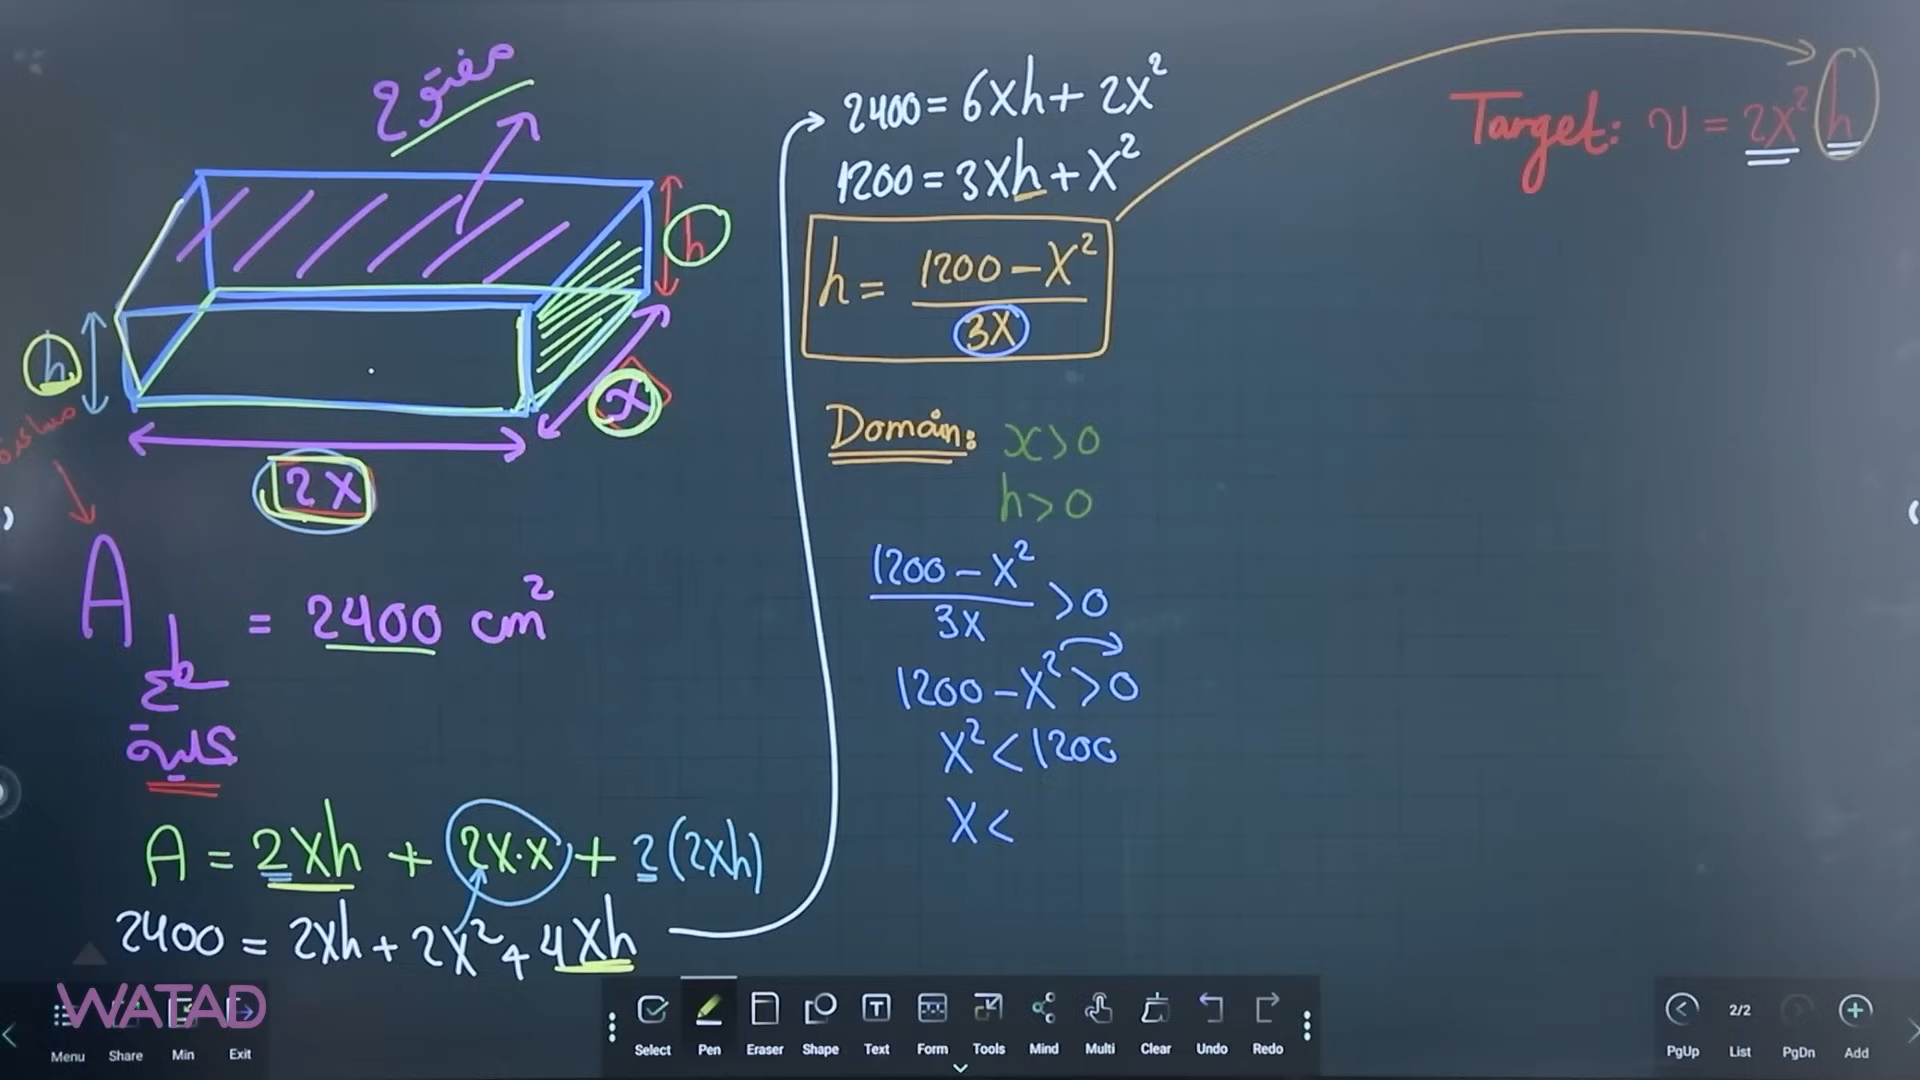 مفتوح
h
h
x
2x
مساحة
A سطح = 2400 cm²
A = 2xh + 2x·x + 2(2xh)
2400 = 2xh + 2x² + 4xh
2400 = 6xh + 2x²
1200 = 3xh + x²
h = (1200 - x²) / 3x
Domain: x > 0
h > 0
(1200 - x²) / 3x > 0
1200 - x² > 0
x² < 1200
x <
Target: v = 2x² h
WATAD
Menu Share Min Exit
Select Pen Eraser Shape Text Form Tools Mind Multi Clear Undo Redo
2/2
PgUp List PgDn Add